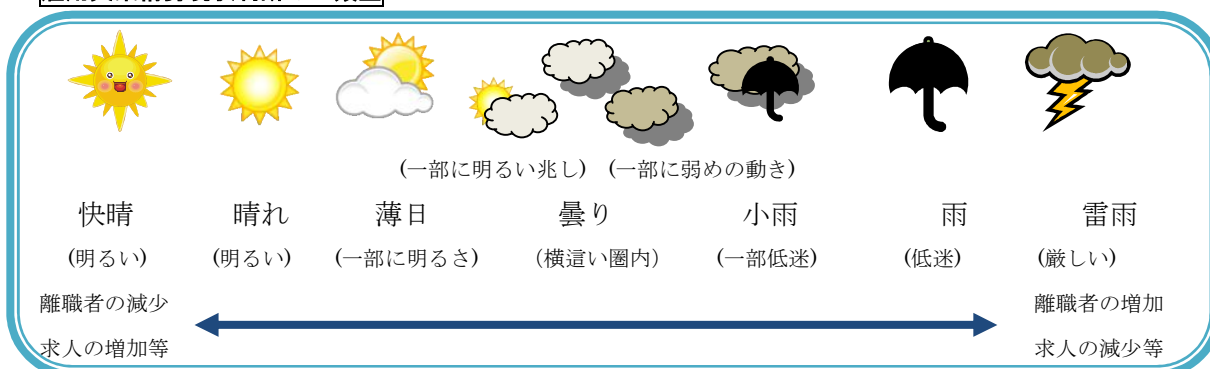 (一部に明るい兆し) (一部に弱めの動き)
快晴 晴れ 薄日 曇り 小雨 雨 雷雨
(明るい) (明るい) (一部に明るさ) (横這い圏内) (一部低迷) (低迷) (厳しい)
離職者の減少 離職者の増加
求人の増加等 求人の減少等